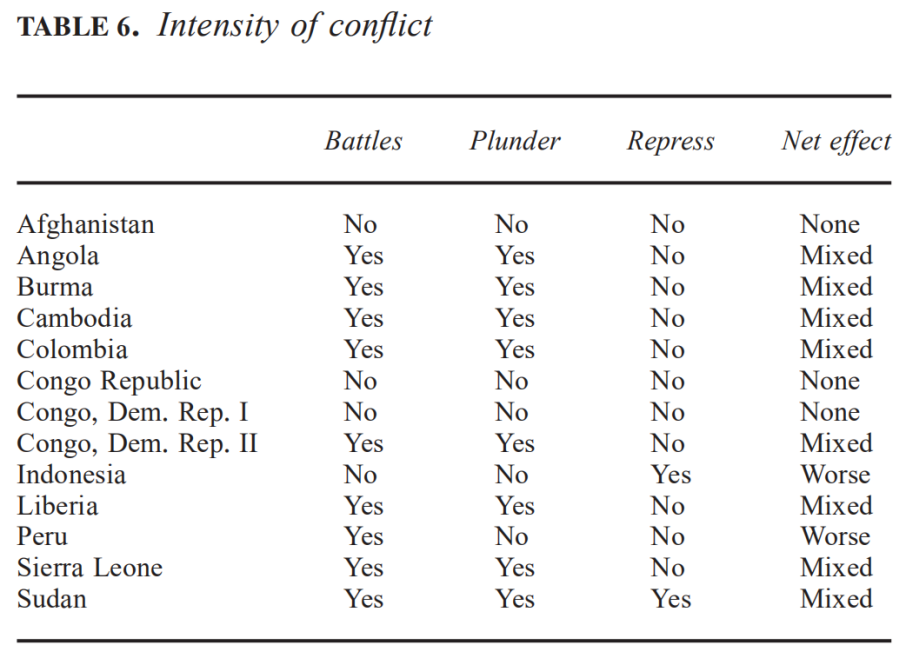 TABLE 6. Intensity of conflict
Battles Plunder Repress Net effect
Afghanistan No No No None
Angola Yes Yes No Mixed
Burma Yes Yes No Mixed
Cambodia Yes Yes No Mixed
Colombia Yes Yes No Mixed
Congo Republic No No No None
Congo, Dem. Rep. I No No No None
Congo, Dem. Rep. II Yes Yes No Mixed
Indonesia No No Yes Worse
Liberia Yes Yes No Mixed
Peru Yes No No Worse
Sierra Leone Yes Yes No Mixed
Sudan Yes Yes Yes Mixed